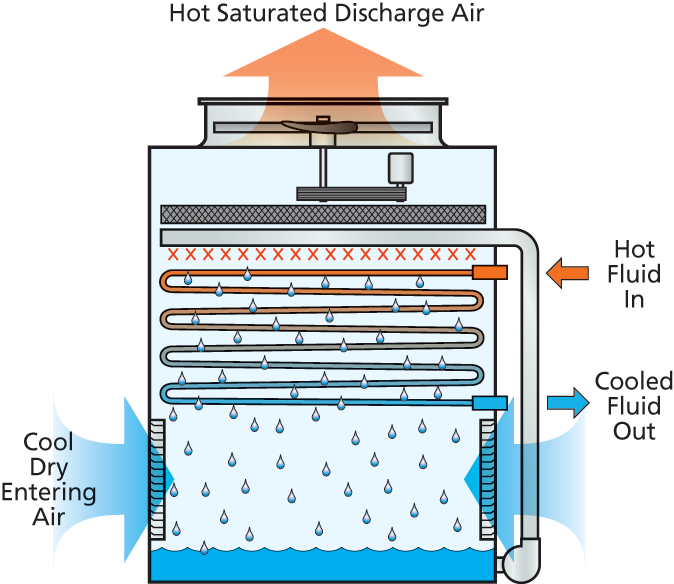 Hot Saturated Discharge Air
Hot
Fluid
In
Cooled
Fluid
Out
Cool
Dry
Entering
Air